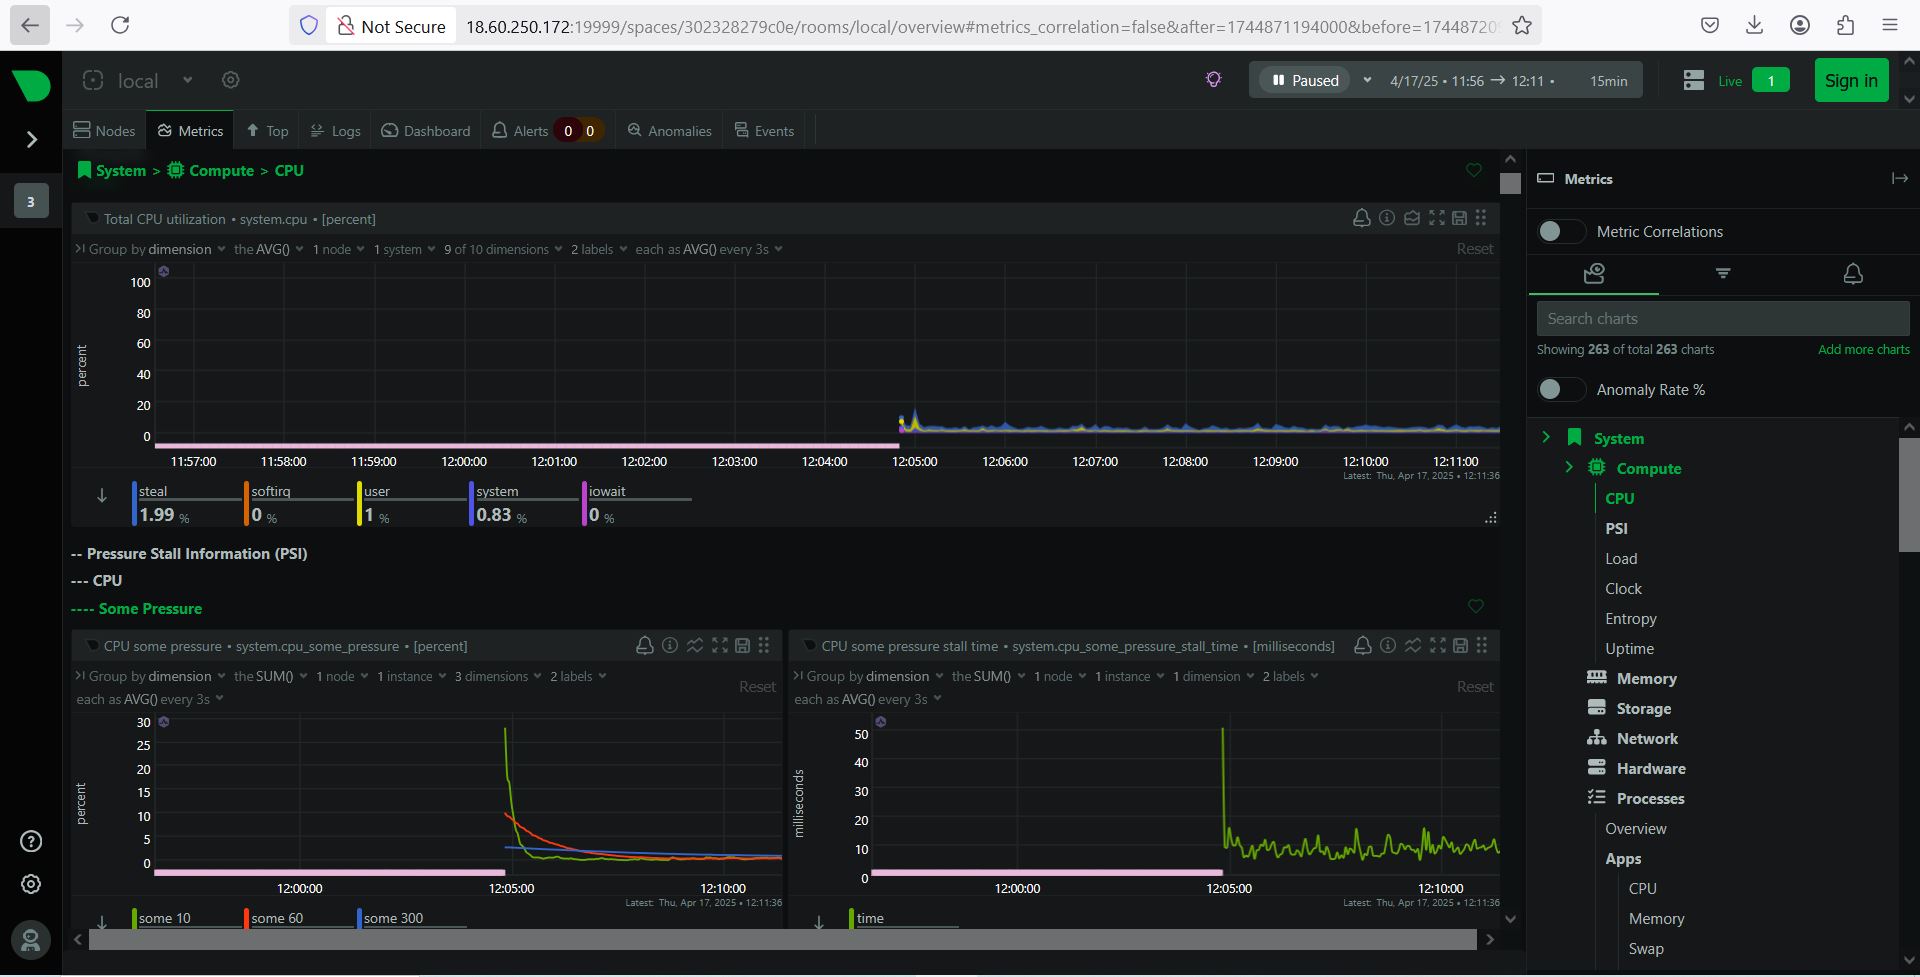 Not Secure 18.60.250.172:19999/spaces/302328279c0e/rooms/local/overview#metrics_correlation=false&after=1744871194000&before=174487209
local
Paused 4/17/25 • 11:56 → 12:11 • 15min Live 1 Sign in
Nodes Metrics Top Logs Dashboard Alerts 0 0 Anomalies Events
3
System > Compute > CPU
Total CPU utilization • system.cpu • [percent]
Group by dimension the AVG() 1 node 1 system 9 of 10 dimensions 2 labels each as AVG() every 3s Reset
percent
100
80
60
40
20
0
11:57:00 11:58:00 11:59:00 12:00:00 12:01:00 12:02:00 12:03:00 12:04:00 12:05:00 12:06:00 12:07:00 12:08:00 12:09:00 12:10:00 12:11:00
Latest: Thu, Apr 17, 2025 • 12:11:36
steal softirq user system iowait
1.99 % 0 % 1 % 0.83 % 0 %
-- Pressure Stall Information (PSI)
--- CPU
---- Some Pressure
CPU some pressure • system.cpu_some_pressure • [percent]
Group by dimension the SUM() 1 node 1 instance 3 dimensions 2 labels
each as AVG() every 3s Reset
percent
30
25
20
15
10
5
0
12:00:00 12:05:00 12:10:00
Latest: Thu, Apr 17, 2025 • 12:11:36
some 10 some 60 some 300
CPU some pressure stall time • system.cpu_some_pressure_stall_time • [milliseconds]
Group by dimension the SUM() 1 node 1 instance 1 dimension 2 labels
each as AVG() every 3s Reset
milliseconds
50
40
30
20
10
0
12:00:00 12:05:00 12:10:00
Latest: Thu, Apr 17, 2025 • 12:11:36
time
Metrics
Metric Correlations
Search charts
Showing 263 of total 263 charts Add more charts
Anomaly Rate %
System
Compute
CPU
PSI
Load
Clock
Entropy
Uptime
Memory
Storage
Network
Hardware
Processes
Overview
Apps
CPU
Memory
Swap